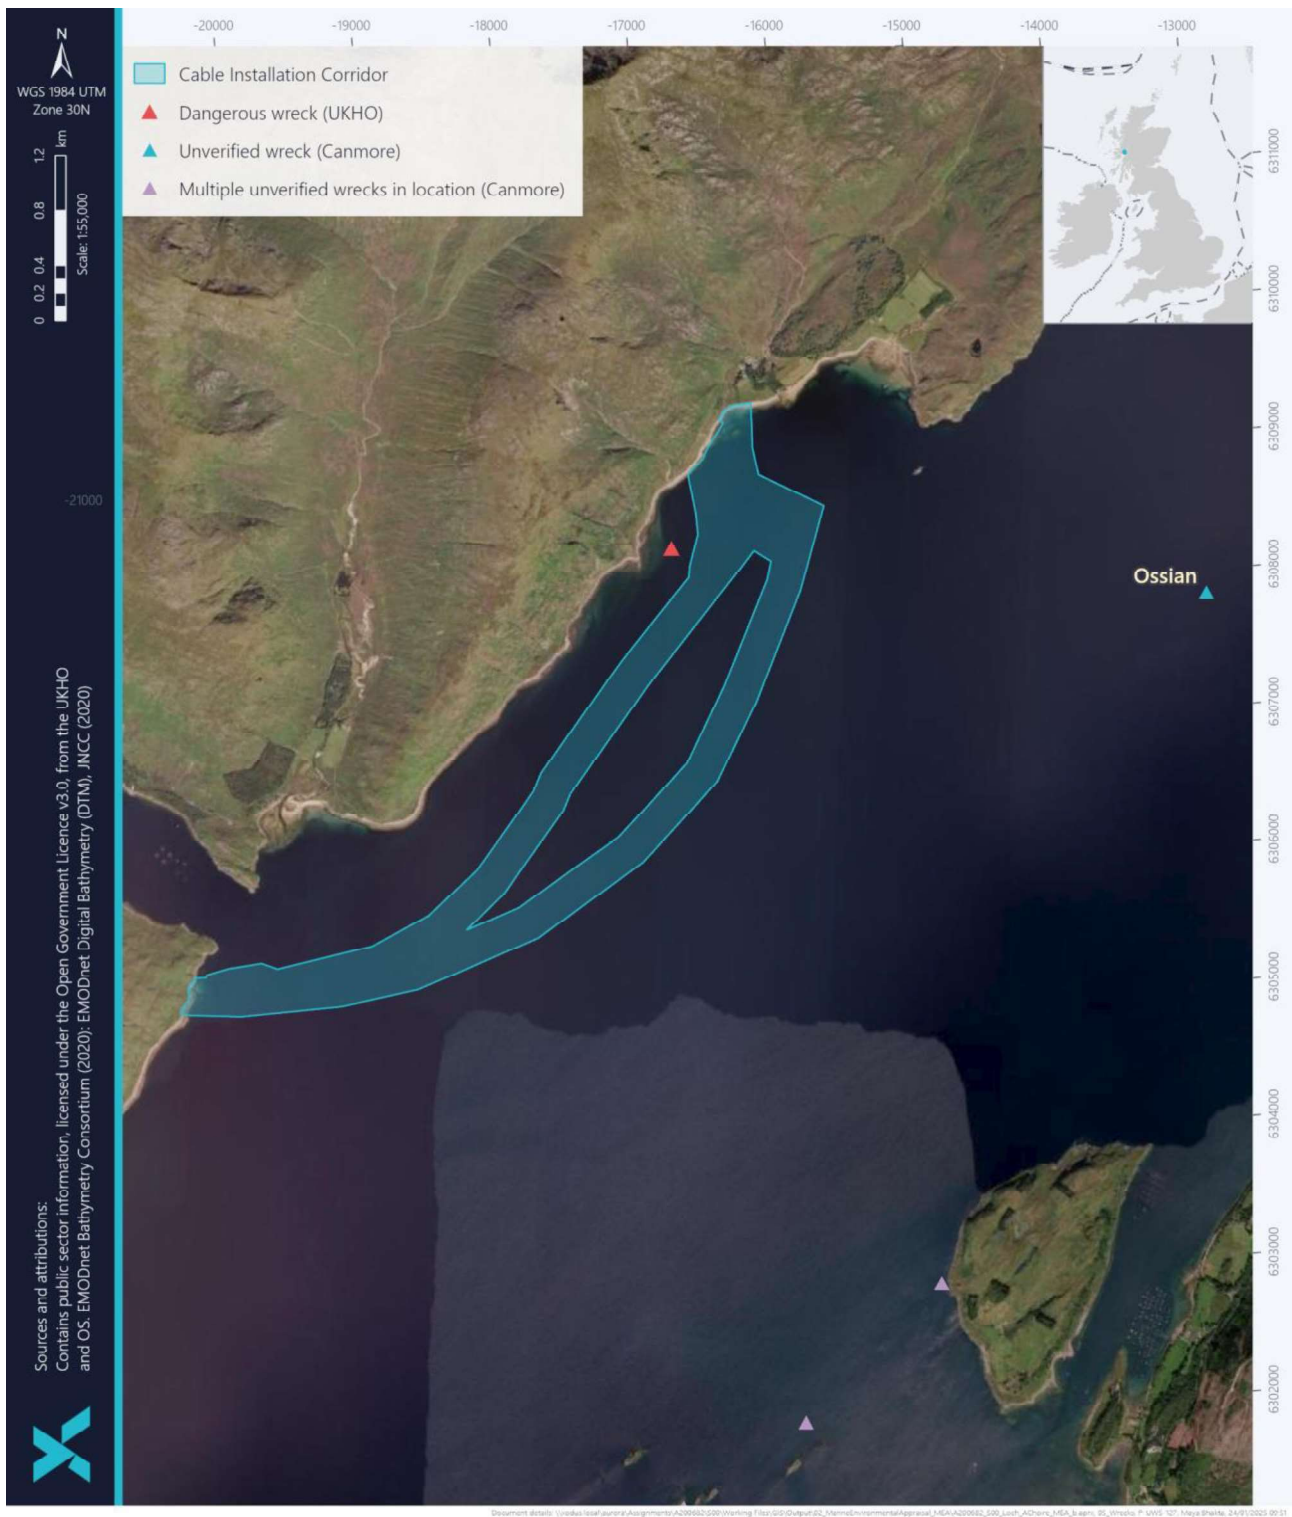 -20000
-19000
-18000
-17000
-16000
-15000
-14000
-13000
N
WGS 1984 UTM
Zone 30N
km
0 0.2 0.4 0.8 1.2
Scale: 1:55,000
Cable Installation Corridor
Dangerous wreck (UKHO)
Unverified wreck (Canmore)
Multiple unverified wrecks in location (Canmore)
6311000
6310000
6309000
6308000
6307000
6306000
6305000
6304000
6303000
6302000
-21000
Ossian
Sources and attributions:
Contains public sector information, licensed under the Open Government Licence v3.0, from the UKHO
and OS. EMODnet Bathymetry Consortium (2020): EMODnet Digital Bathymetry (DTM), JNCC (2020)